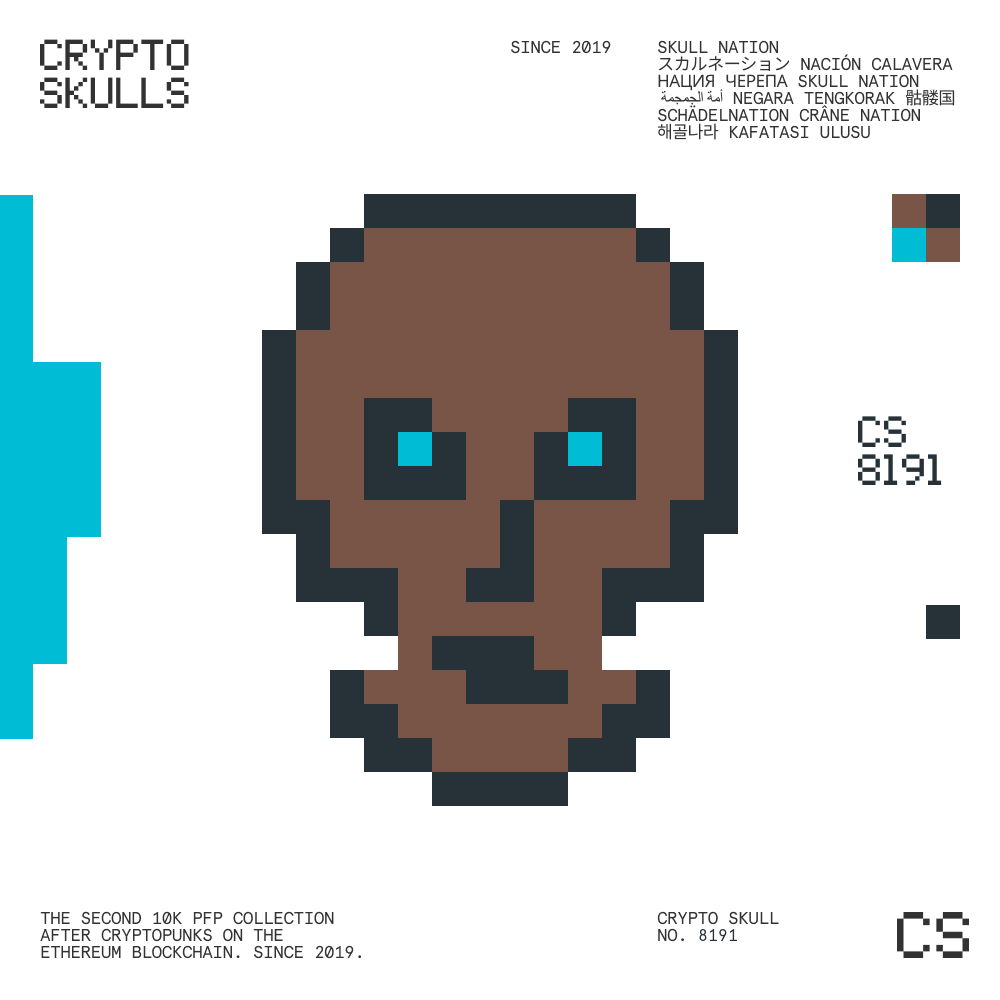 CRYPTO
SKULLS
SINCE 2019
SKULL NATION
スカルネーション NACIÓN CALAVERA
НАЦИЯ ЧЕРЕПА SKULL NATION
أمة الجمجمة NEGARA TENGKORAK 骷髅国
SCHÄDELNATION CRÂNE NATION
해골나라 KAFATASI ULUSU
CS
8191
THE SECOND 10K PFP COLLECTION
AFTER CRYPTOPUNKS ON THE
ETHEREUM BLOCKCHAIN. SINCE 2019.
CRYPTO SKULL
NO. 8191
CS